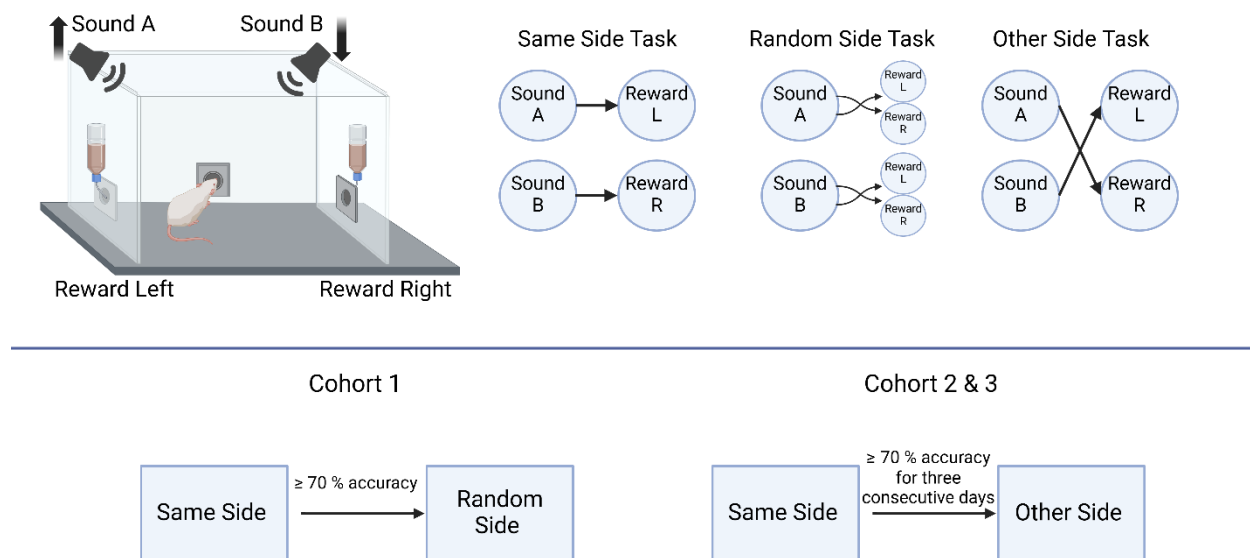 Sound A
Sound B
Reward Left
Reward Right
Same Side Task
Sound
A
Reward
L
Sound
B
Reward
R
Random Side Task
Sound
A
Reward
L
Reward
R
Sound
B
Reward
L
Reward
R
Other Side Task
Sound
A
Reward
L
Sound
B
Reward
R
Cohort 1
Same Side
≥ 70 % accuracy
Random
Side
Cohort 2 & 3
Same Side
≥ 70 % accuracy
for three
consecutive days
Other Side